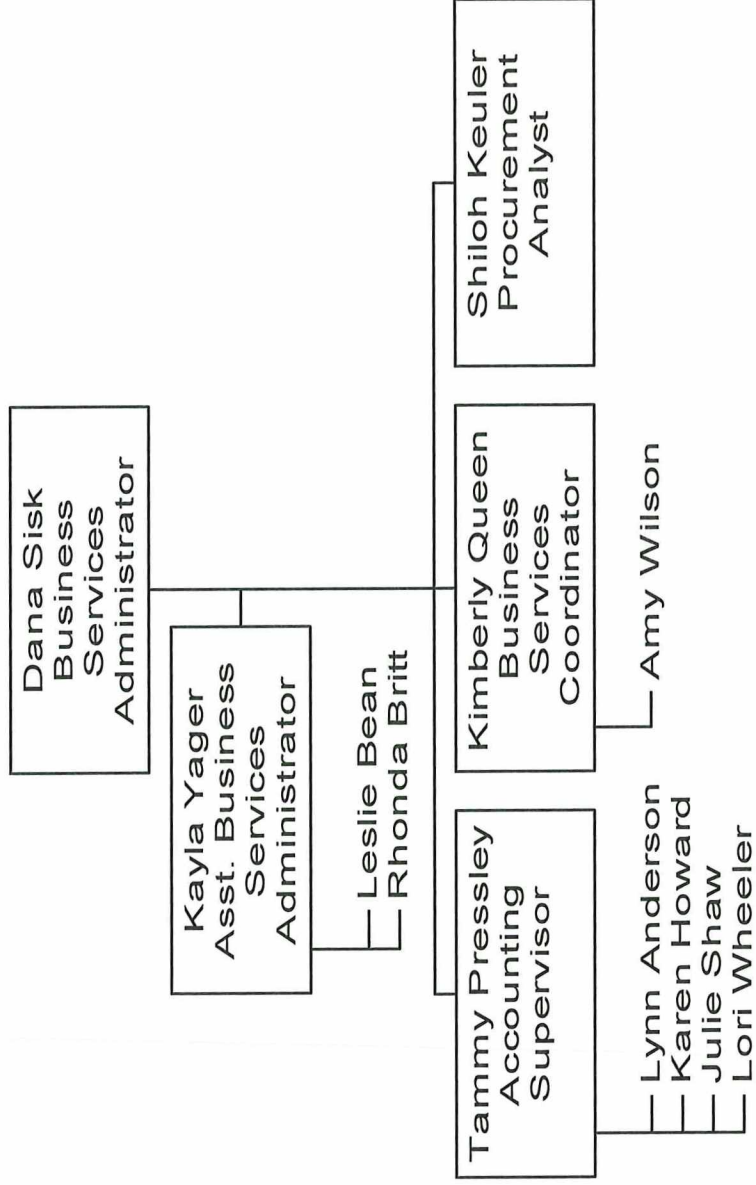 Dana Sisk
Business
Services
Administrator
Kayla Yager
Asst. Business
Services
Administrator
Leslie Bean
Rhonda Britt
Tammy Pressley
Accounting
Supervisor
Lynn Anderson
Karen Howard
Julie Shaw
Lori Wheeler
Kimberly Queen
Business
Services
Coordinator
Amy Wilson
Shiloh Keuler
Procurement
Analyst